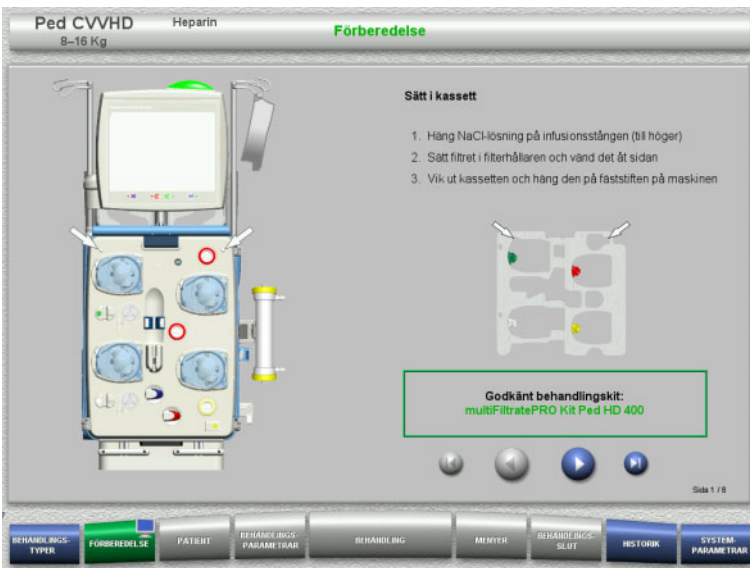 Ped CVVHD Heparin
8–16 Kg
Förberedelse
Sätt i kassett
1. Häng NaCl-lösning på infusionsstången (till höger)
2. Sätt filtret i filterhållaren och vänd det åt sidan
3. Vik ut kassetten och häng den på fäststiften på maskinen
Godkänt behandlingskit:
multiFiltratePRO Kit Ped HD 400
Sida 1 / 8
BEHANDLINGS-
TYPER
FÖRBEREDELSE
PATIENT
BEHANDLINGS-
PARAMETRAR
BEHANDLING
MENYER
BEHANDLINGS-
SLUT
HISTORIK
SYSTEM-
PARAMETRAR